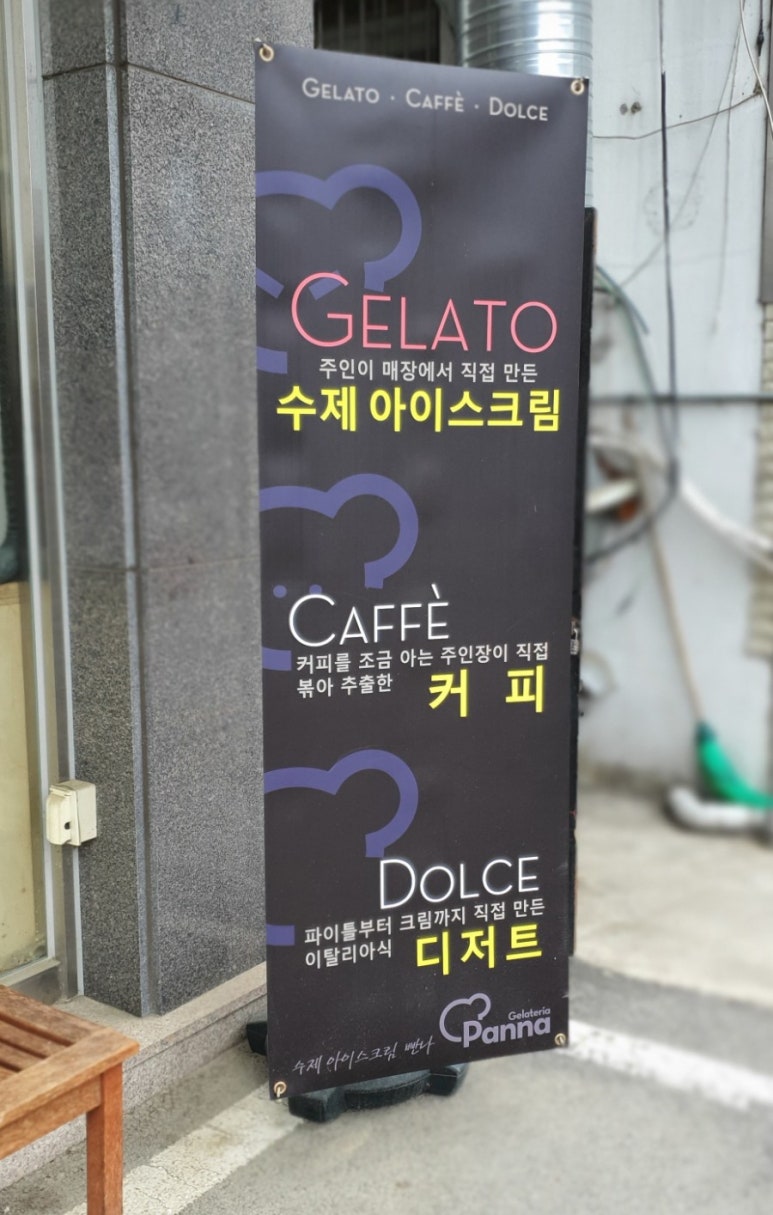 GELATO · CAFFÈ · DOLCE
GELATO
주인이 매장에서 직접 만든
수제 아이스크림
CAFFÈ
커피를 조금 아는 주인장이 직접
볶아 추출한 커 피
DOLCE
파이틀부터 크림까지 직접 만든
이탈리아식 디저트
Gelateria
Panna
수제 아이스크림 빤나